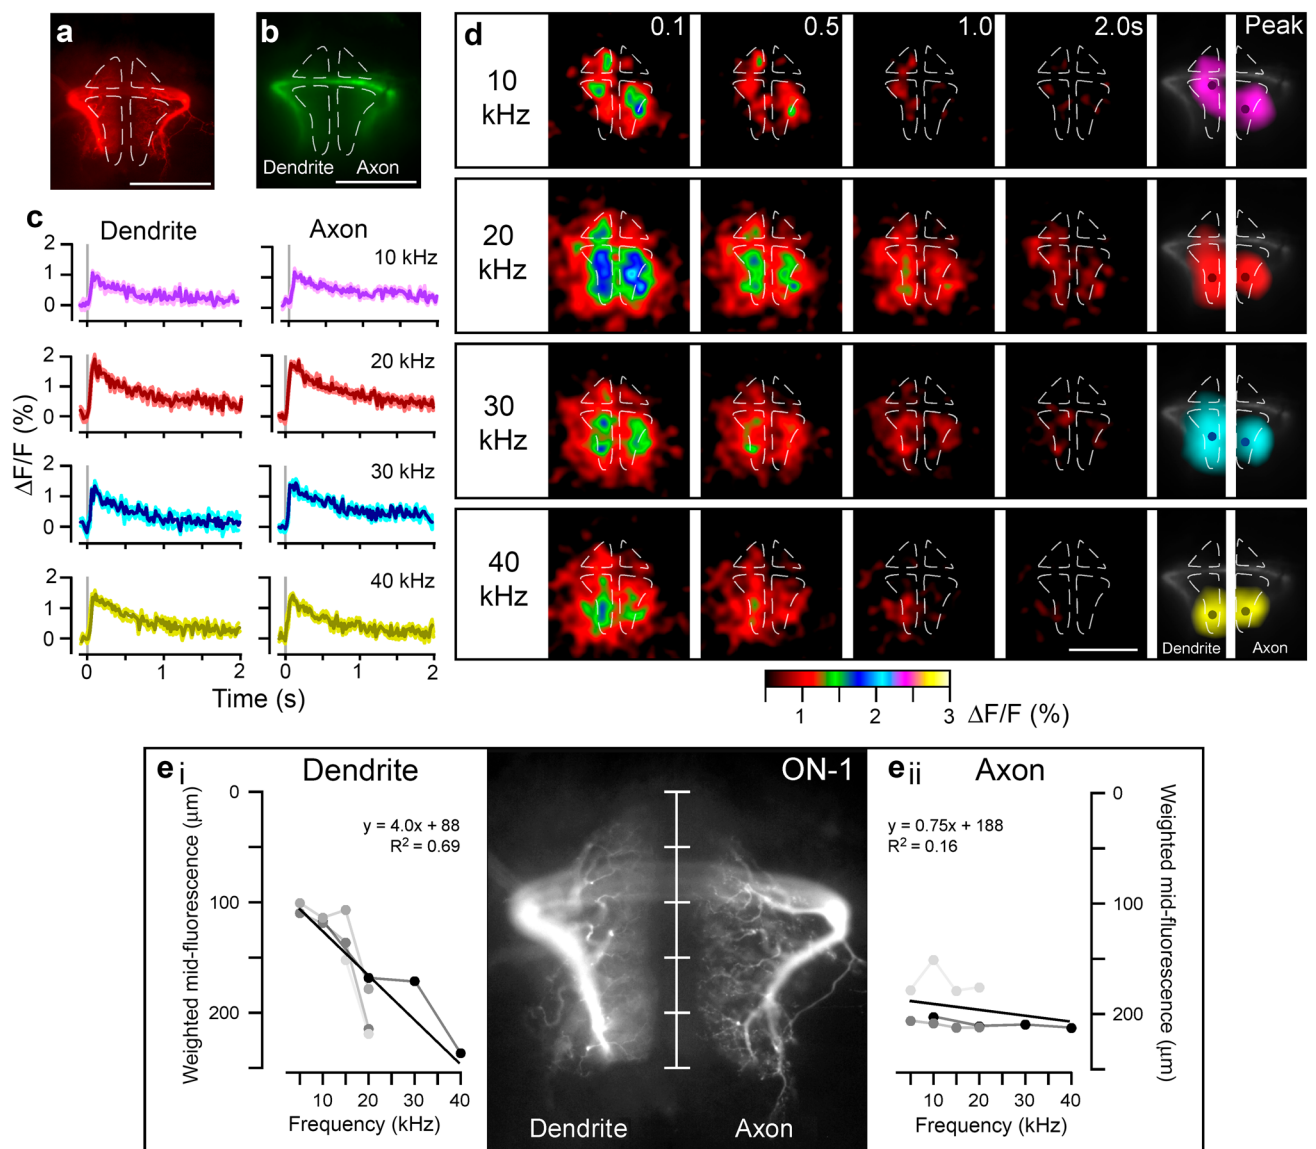 a
b
Dendrite
Axon
c
Dendrite
Axon
ΔF/F (%)
2
1
0
10 kHz
2
1
0
20 kHz
2
1
0
30 kHz
2
1
0
40 kHz
0
1
2
0
1
2
Time (s)
d
0.1
0.5
1.0
2.0s
Peak
10
kHz
20
kHz
30
kHz
40
kHz
Dendrite
Axon
1
2
3
ΔF/F (%)
e i
Dendrite
Weighted mid-fluorescence (µm)
0
100
200
y = 4.0x + 88
R² = 0.69
10
20
30
40
Frequency (kHz)
ON-1
Dendrite
Axon
e ii
Axon
y = 0.75x + 188
R² = 0.16
0
100
200
Weighted mid-fluorescence (µm)
10
20
30
40
Frequency (kHz)